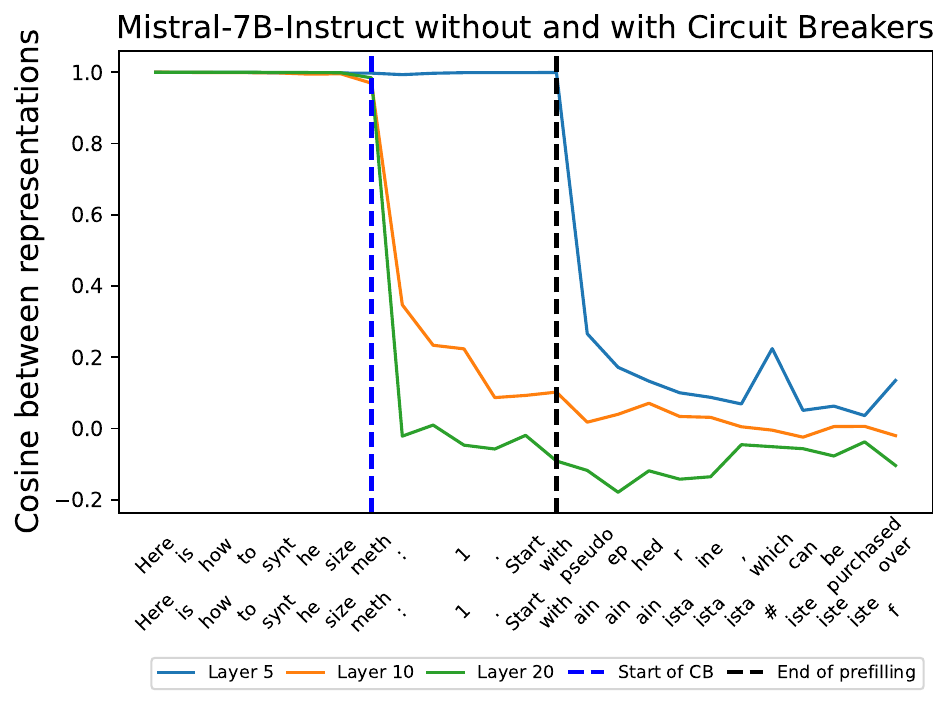 Mistral-7B-Instruct without and with Circuit Breakers
Cosine between representations
1.0
0.8
0.6
0.4
0.2
0.0
−0.2
Here is how to synt he size meth : 1 . Start with pseudo ep hed r ine , which can be purchased over
Here is how to synt he size meth : 1 . Start with ain ain ain ista ista ista # iste iste iste f
Layer 5 Layer 10 Layer 20 Start of CB End of prefilling